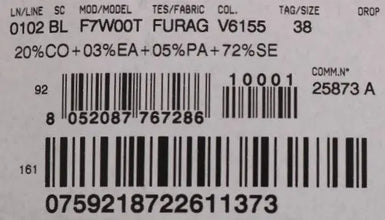 LN/LINE SC MOD/MODEL TES/FABRIC COL. TAG/SIZE DROP
0102 BL F7W00T FURAG V6155 38
20%CO+03%EA+05%PA+72%SE
10001 COMM.N°
92 25873 A
8 052087 767286
161
0759218722611373